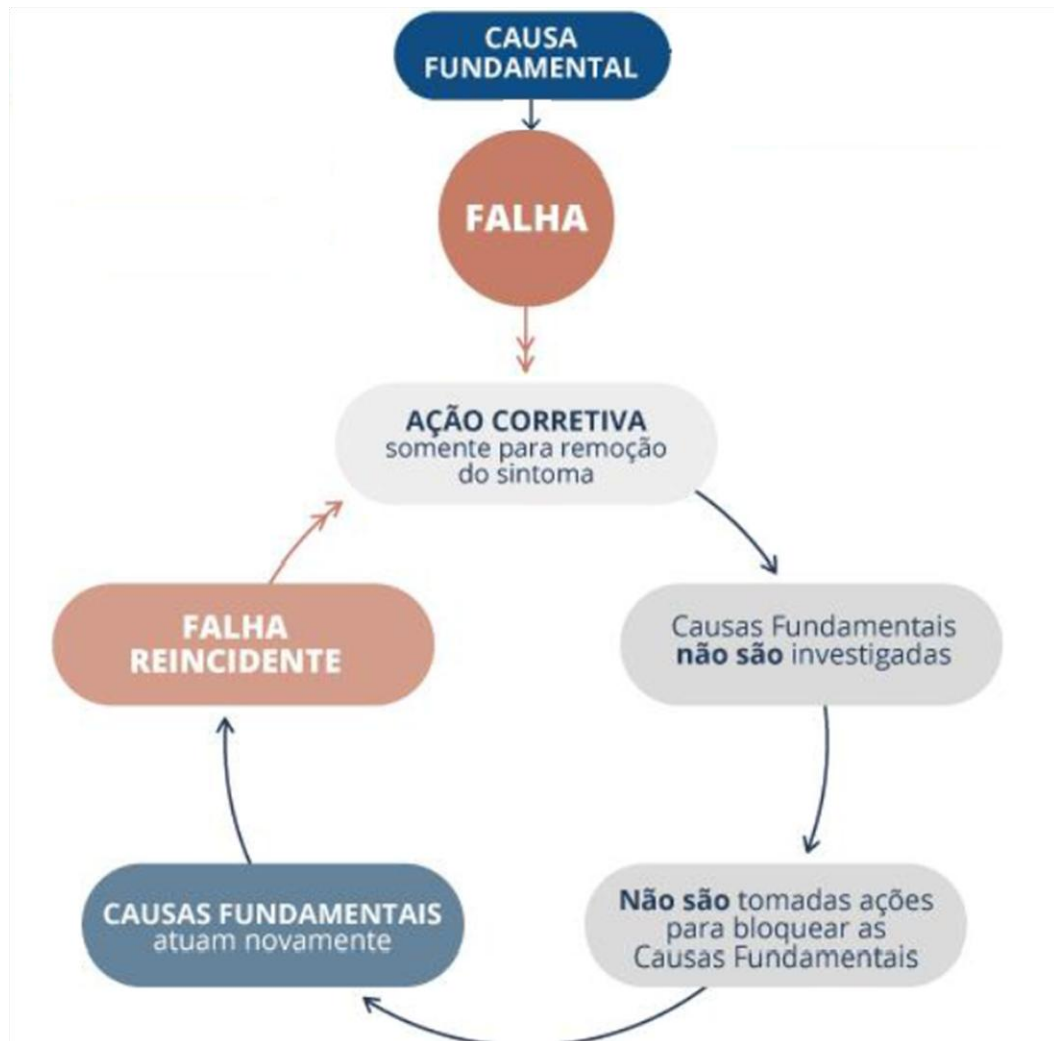 CAUSA
FUNDAMENTAL
FALHA
AÇÃO CORRETIVA
somente para remoção
do sintoma
Causas Fundamentais
não são investigadas
Não são tomadas ações
para bloquear as
Causas Fundamentais
CAUSAS FUNDAMENTAIS
atuam novamente
FALHA
REINCIDENTE